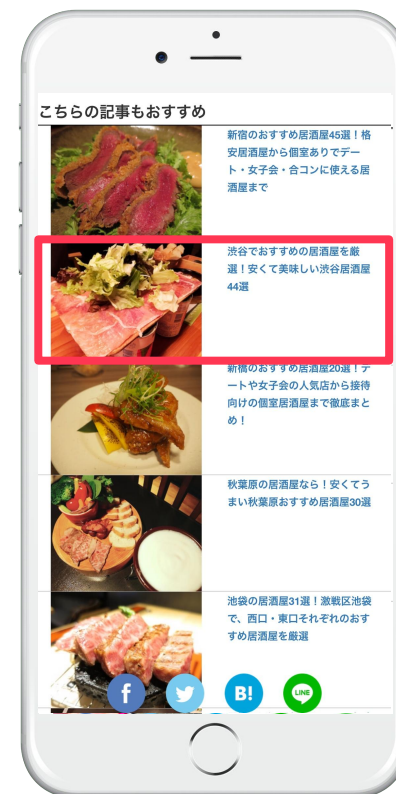 こちらの記事もおすすめ
新宿のおすすめ居酒屋45選！格
安居酒屋から個室ありでデー
ト・女子会・合コンに使える居
酒屋まで
渋谷でおすすめの居酒屋を厳
選！安くて美味しい渋谷居酒屋
44選
新橋のおすすめ居酒屋20選！デ
ートや女子会の人気店から接待
向けの個室居酒屋まで徹底まと
め！
秋葉原の居酒屋なら！安くてう
まい秋葉原おすすめ居酒屋30選
池袋の居酒屋31選！激戦区池袋
で、西口・東口それぞれのおす
すめ居酒屋を厳選
f
B!
LINE